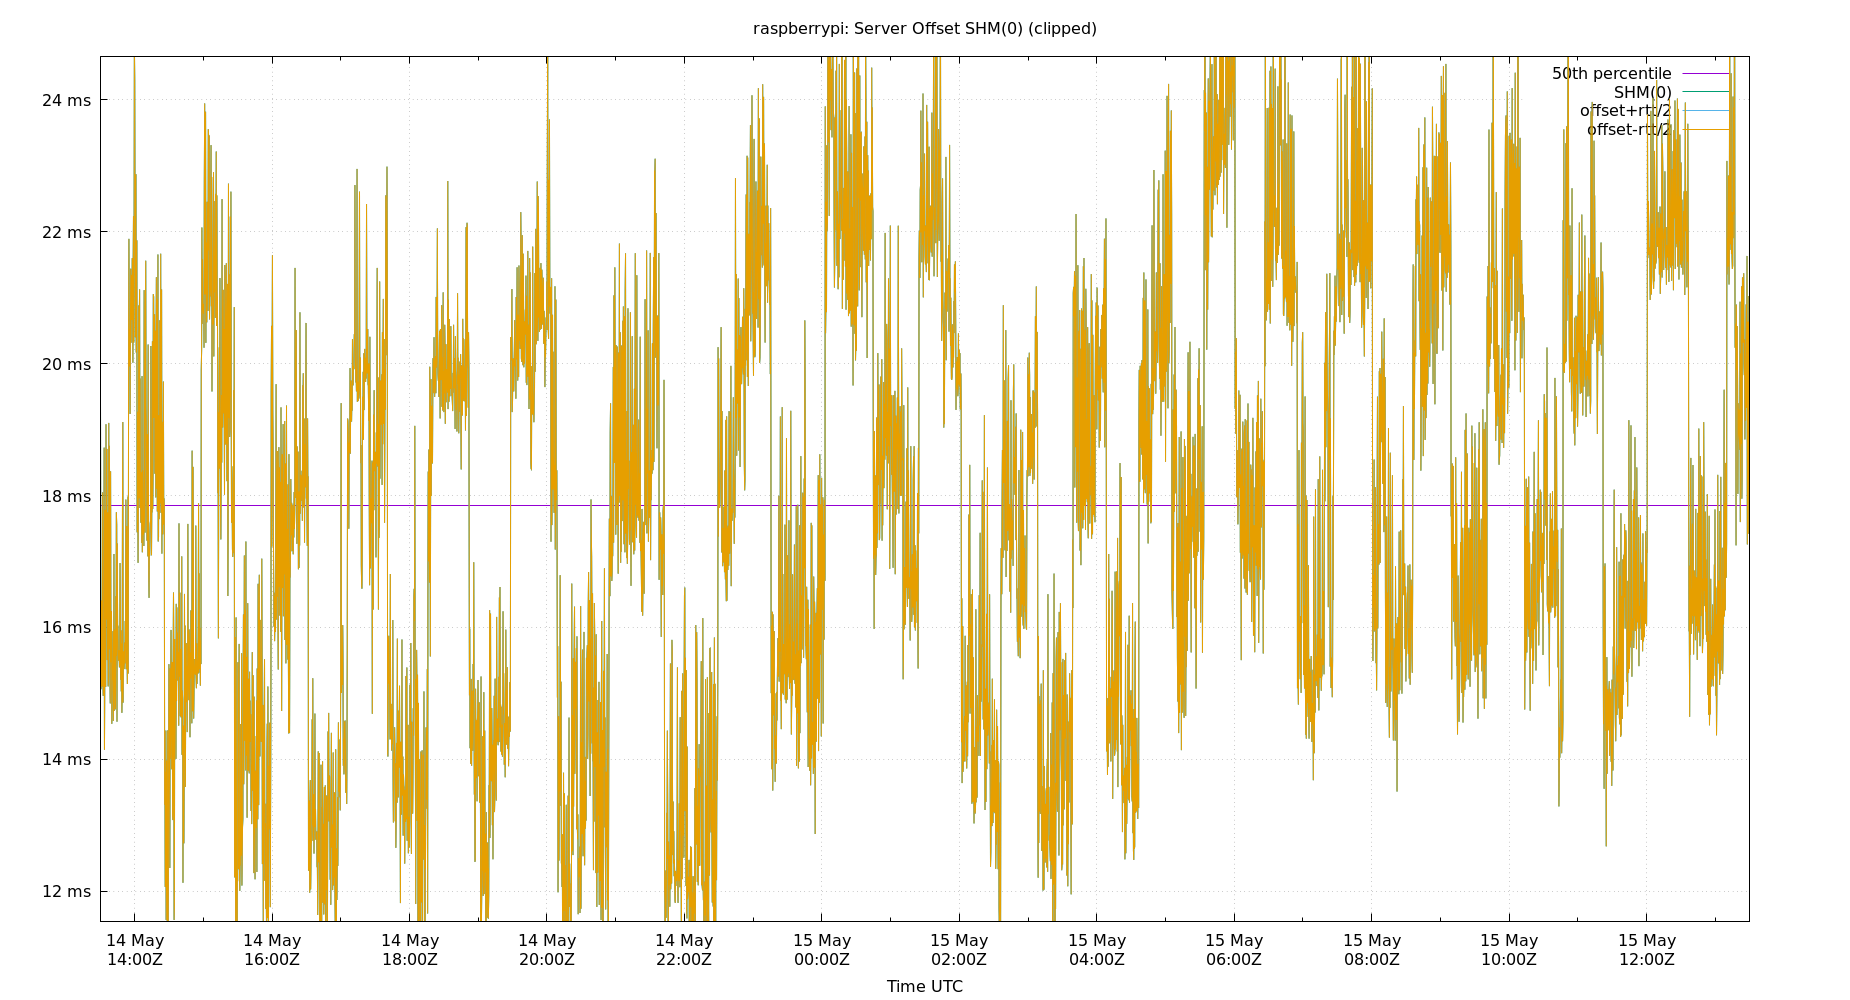 raspberrypi: Server Offset SHM(0) (clipped)
50th percentile
SHM(0)
offset+rtt/2
offset-rtt/2
24 ms
22 ms
20 ms
18 ms
16 ms
14 ms
12 ms
14 May 14 May 14 May 14 May 14 May 15 May 15 May 15 May 15 May 15 May 15 May 15 May
14:00Z 16:00Z 18:00Z 20:00Z 22:00Z 00:00Z 02:00Z 04:00Z 06:00Z 08:00Z 10:00Z 12:00Z
Time UTC